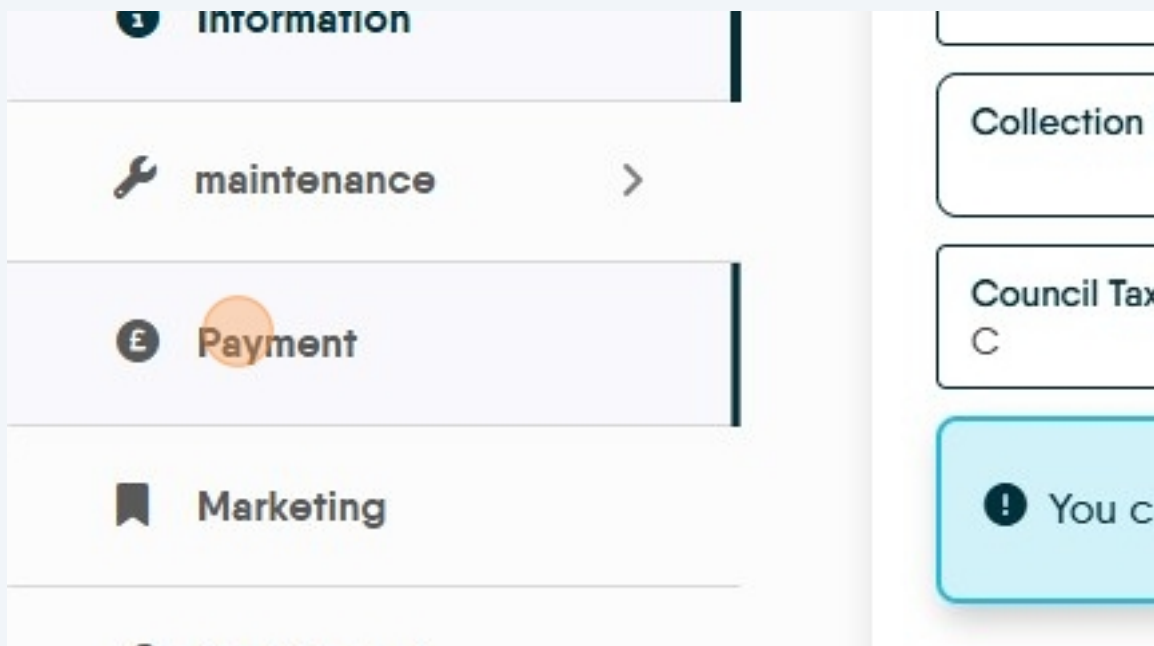 Information
maintenance
Payment
Marketing
Collection
Council Tax
C
You c